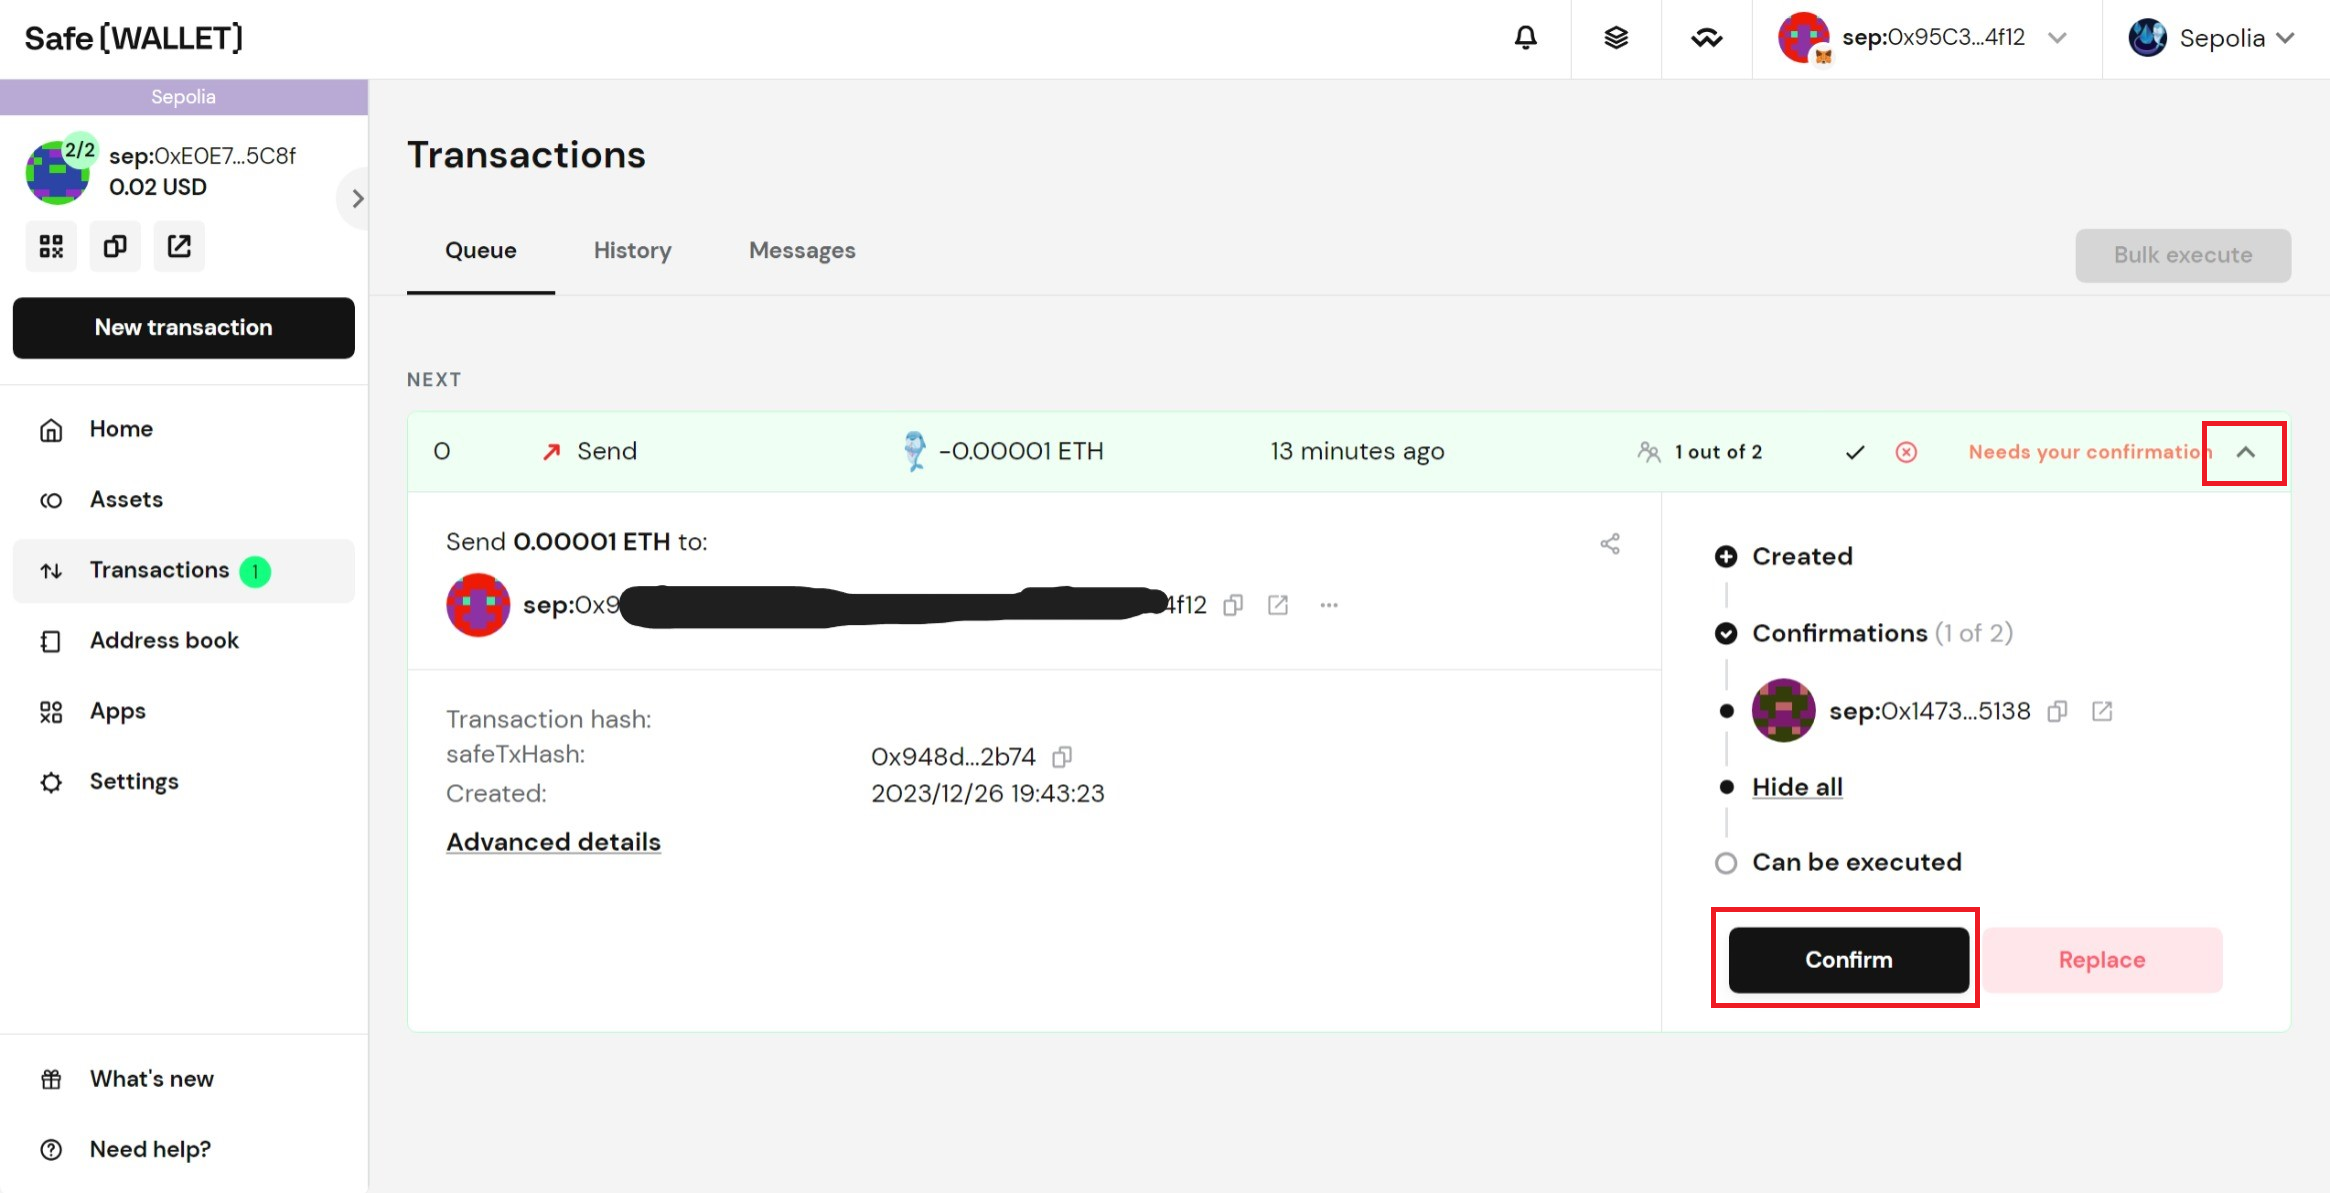 Safe{WALLET}
sep:0x95C3...4f12
Sepolia
Sepolia
2/2
sep:0xE0E7...5C8f
0.02 USD
New transaction
Home
Assets
Transactions 1
Address book
Apps
Settings
What's new
Need help?
Transactions
Queue History Messages
Bulk execute
NEXT
0 Send -0.00001 ETH 13 minutes ago 1 out of 2 Needs your confirmation
Send 0.00001 ETH to:
sep:0x9 4f12
Transaction hash:
safeTxHash: 0x948d...2b74
Created: 2023/12/26 19:43:23
Advanced details
Created
Confirmations (1 of 2)
sep:0x1473...5138
Hide all
Can be executed
Confirm Replace